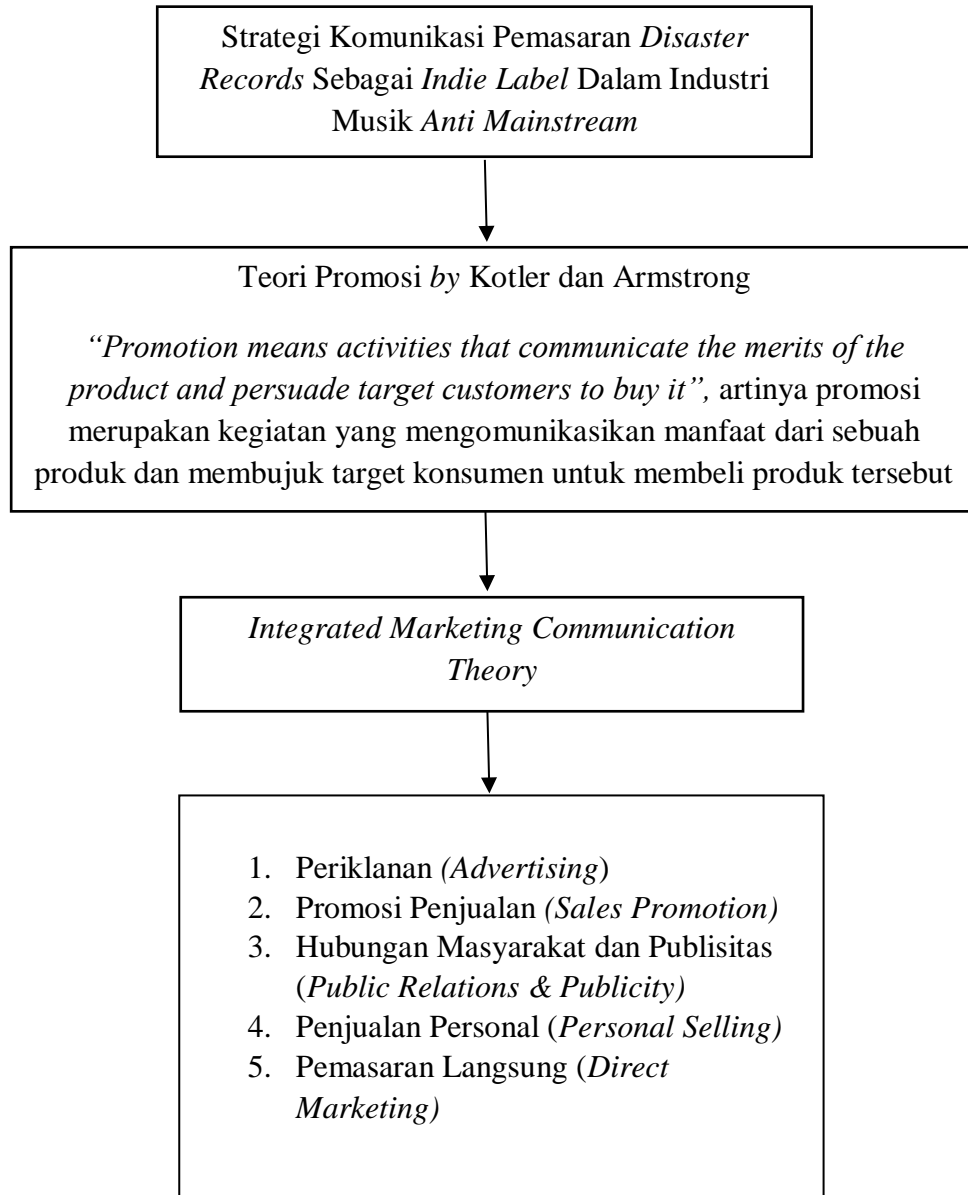 Strategi Komunikasi Pemasaran Disaster
Records Sebagai Indie Label Dalam Industri
Musik Anti Mainstream
Teori Promosi by Kotler dan Armstrong
“Promotion means activities that communicate the merits of the
product and persuade target customers to buy it”, artinya promosi
merupakan kegiatan yang mengomunikasikan manfaat dari sebuah
produk dan membujuk target konsumen untuk membeli produk tersebut
Integrated Marketing Communication
Theory
1. Periklanan (Advertising)
2. Promosi Penjualan (Sales Promotion)
3. Hubungan Masyarakat dan Publisitas
(Public Relations & Publicity)
4. Penjualan Personal (Personal Selling)
5. Pemasaran Langsung (Direct
Marketing)